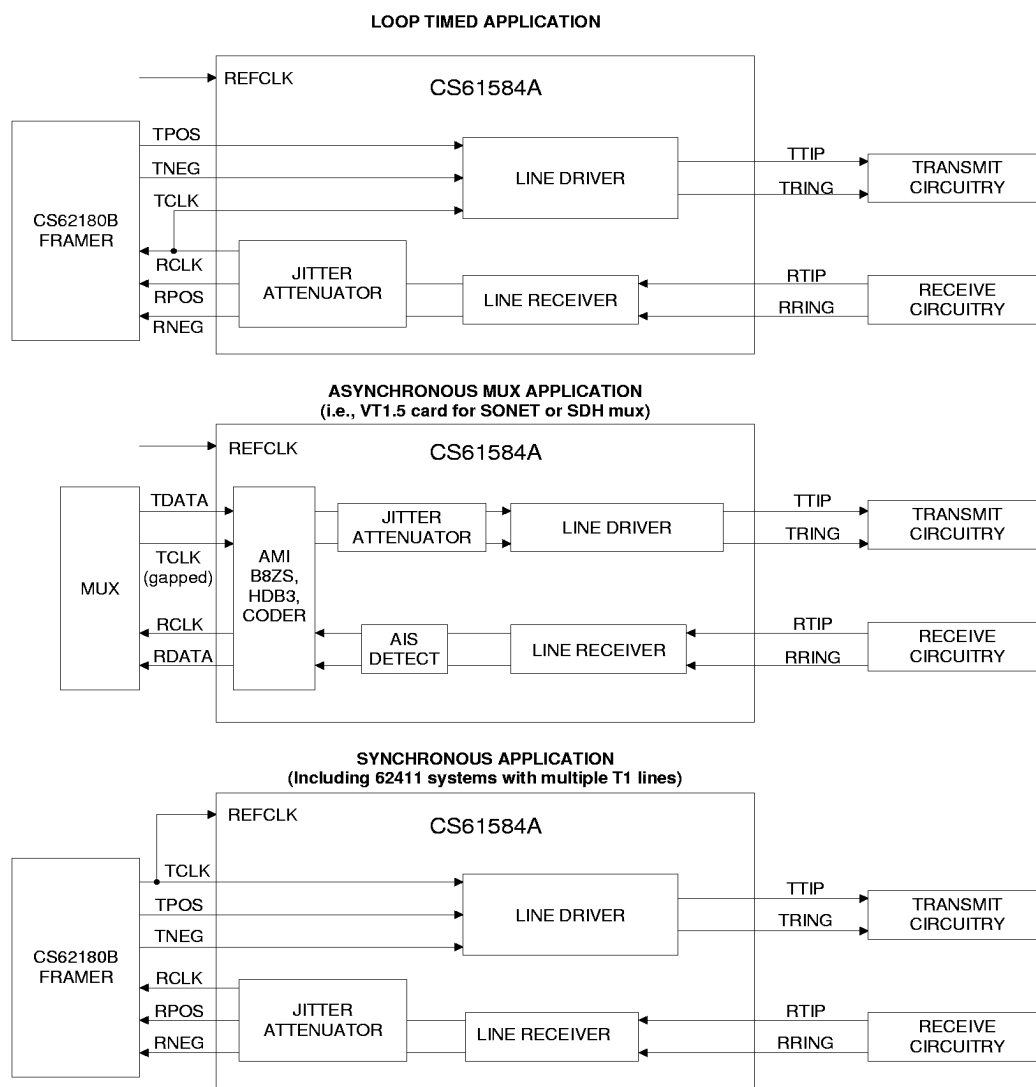 LOOP TIMED APPLICATION
REFCLK
CS61584A
TPOS
TNEG
TCLK
LINE DRIVER
TTIP
TRING
TRANSMIT
CIRCUITRY
CS62180B
FRAMER
RCLK
RPOS
RNEG
JITTER
ATTENUATOR
LINE RECEIVER
RTIP
RRING
RECEIVE
CIRCUITRY
ASYNCHRONOUS MUX APPLICATION
(i.e., VT1.5 card for SONET or SDH mux)
REFCLK
CS61584A
MUX
TDATA
TCLK
(gapped)
RCLK
RDATA
AMI
B8ZS,
HDB3,
CODER
JITTER
ATTENUATOR
LINE DRIVER
TTIP
TRING
TRANSMIT
CIRCUITRY
AIS
DETECT
LINE RECEIVER
RTIP
RRING
RECEIVE
CIRCUITRY
SYNCHRONOUS APPLICATION
(Including 62411 systems with multiple T1 lines)
REFCLK
CS61584A
TCLK
TPOS
TNEG
LINE DRIVER
TTIP
TRING
TRANSMIT
CIRCUITRY
CS62180B
FRAMER
RCLK
RPOS
RNEG
JITTER
ATTENUATOR
LINE RECEIVER
RTIP
RRING
RECEIVE
CIRCUITRY